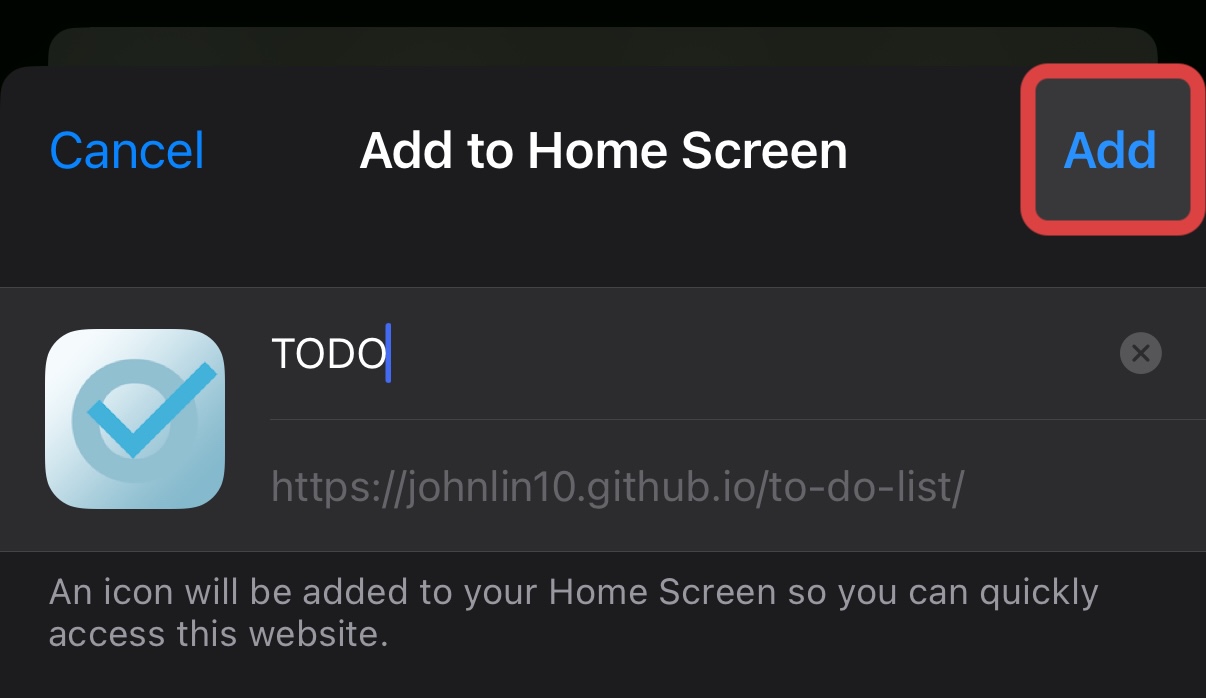 Cancel
Add to Home Screen
Add
TODO
https://johnlin10.github.io/to-do-list/
An icon will be added to your Home Screen so you can quickly
access this website.